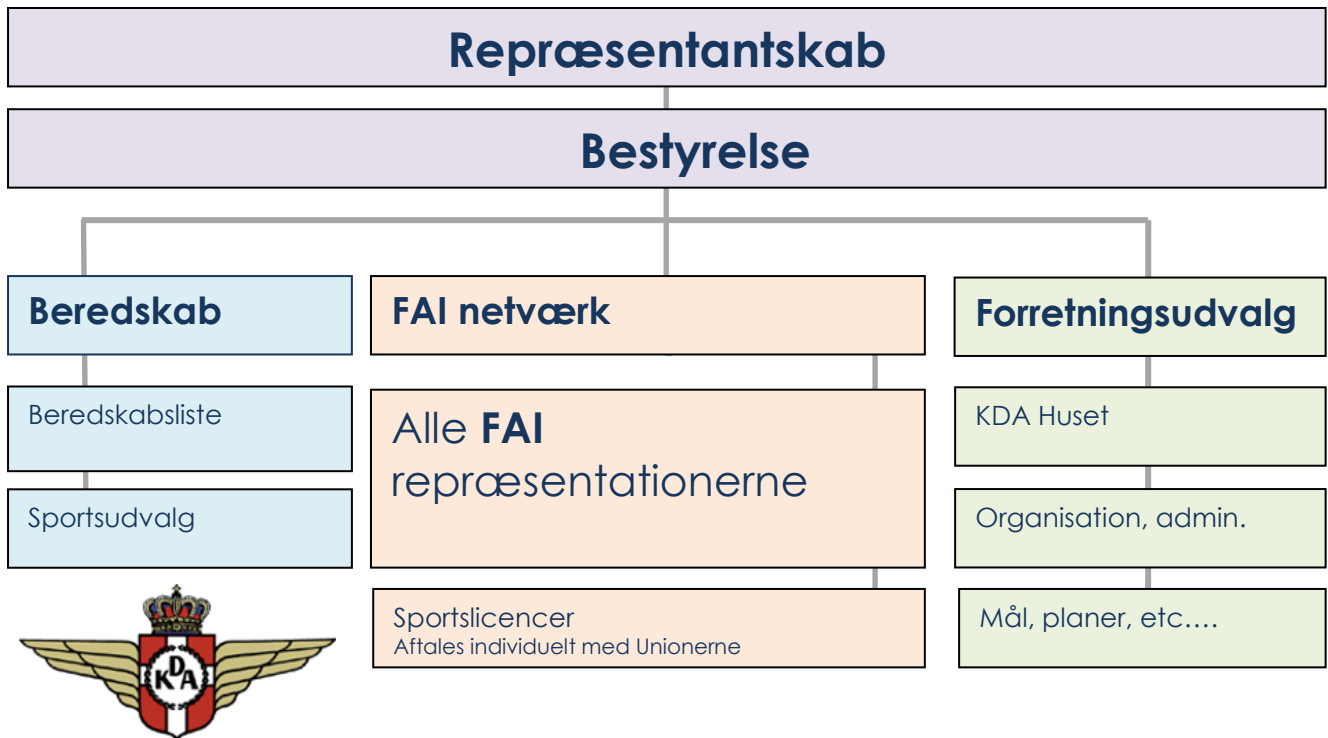 Repræsentantskab
Bestyrelse
Beredskab
Beredskabsliste
Sportsudvalg
FAI netværk
Alle FAI
repræsentationerne
Sportslicencer
Aftales individuelt med Unionerne
Forretningsudvalg
KDA Huset
Organisation, admin.
Mål, planer, etc....
KDA